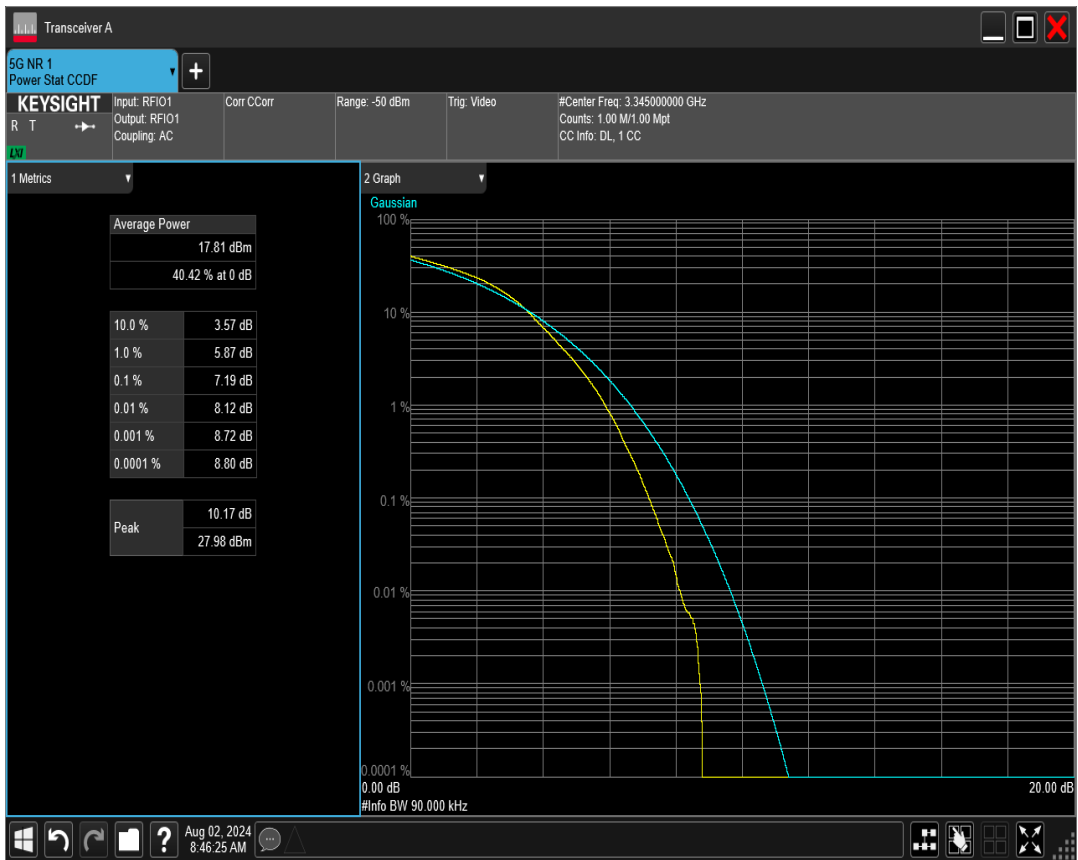 Transceiver A
5G NR 1
Power Stat CCDF
KEYSIGHT
R T
LXI
Input: RFIO1
Output: RFIO1
Coupling: AC
Corr CCorr
Range: -50 dBm
Trig: Video
#Center Freq: 3.345000000 GHz
Counts: 1.00 M/1.00 Mpt
CC Info: DL, 1 CC
1 Metrics
Average Power
17.81 dBm
40.42 % at 0 dB
10.0 % 3.57 dB
1.0 % 5.87 dB
0.1 % 7.19 dB
0.01 % 8.12 dB
0.001 % 8.72 dB
0.0001 % 8.80 dB
Peak
10.17 dB
27.98 dBm
2 Graph
Gaussian
100 %
10 %
1 %
0.1 %
0.01 %
0.001 %
0.0001 %
0.00 dB 20.00 dB
#Info BW 90.000 kHz
?
Aug 02, 2024
8:46:25 AM